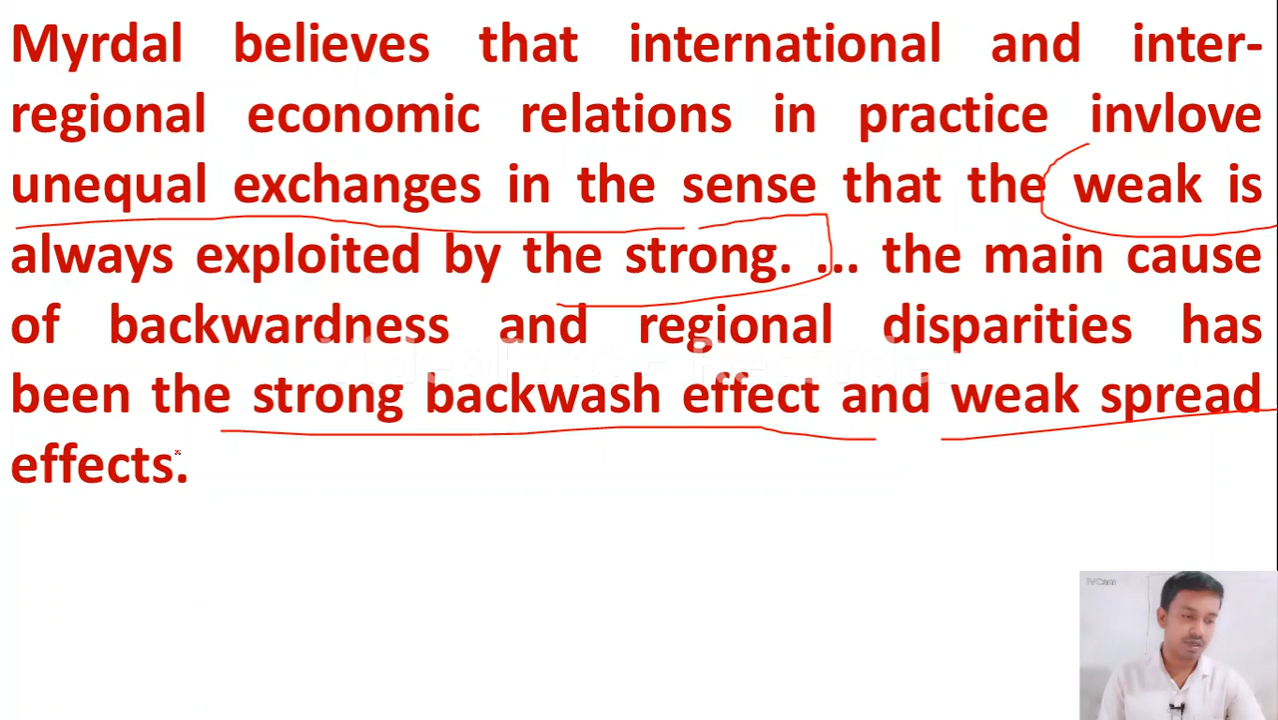 Myrdal believes that international and inter-
regional economic relations in practice invlove
unequal exchanges in the sense that the weak is
always exploited by the strong. ... the main cause
of backwardness and regional disparities has
been the strong backwash effect and weak spread
effects.
iVCam